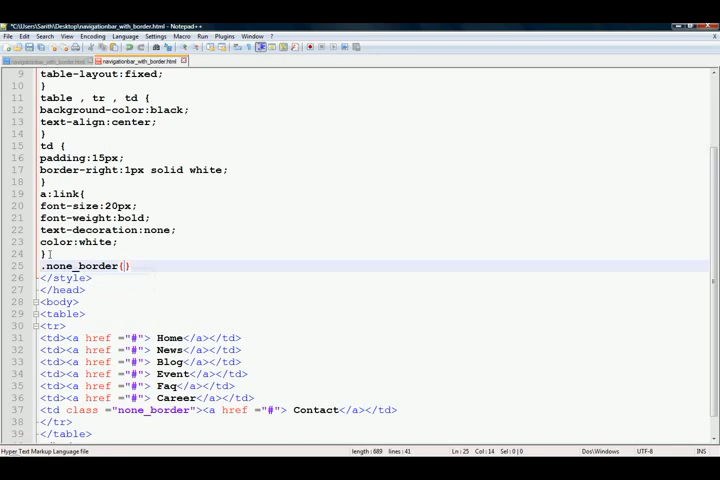 *C:\Users\Sarith\Desktop\navigationbar_with_border.html - Notepad++
File Edit Search View Encoding Language Settings Macro Run Plugins Window ?
navigationbar_with_border.html navigationbar_with_border.html
9 table-layout:fixed;
10 }
11 table , tr , td {
12 background-color:black;
13 text-align:center;
14 }
15 td {
16 padding:15px;
17 border-right:1px solid white;
18 }
19 a:link{
20 font-size:20px;
21 font-weight:bold;
22 text-decoration:none;
23 color:white;
24 }
25 .none_border{}
26 </style>
27 </head>
28 <body>
29 <table>
30 <tr>
31 <td><a href ="#"> Home</a></td>
32 <td><a href ="#"> News</a></td>
33 <td><a href ="#"> Blog</a></td>
34 <td><a href ="#"> Event</a></td>
35 <td><a href ="#"> Faq</a></td>
36 <td><a href ="#"> Career</a></td>
37 <td class ="none_border"><a href ="#"> Contact</a></td>
38 </tr>
39 </table>
Hyper Text Markup Language file length : 689 lines : 41 Ln : 25 Col : 14 Sel : 0 | 0 Dos\Windows UTF-8 INS